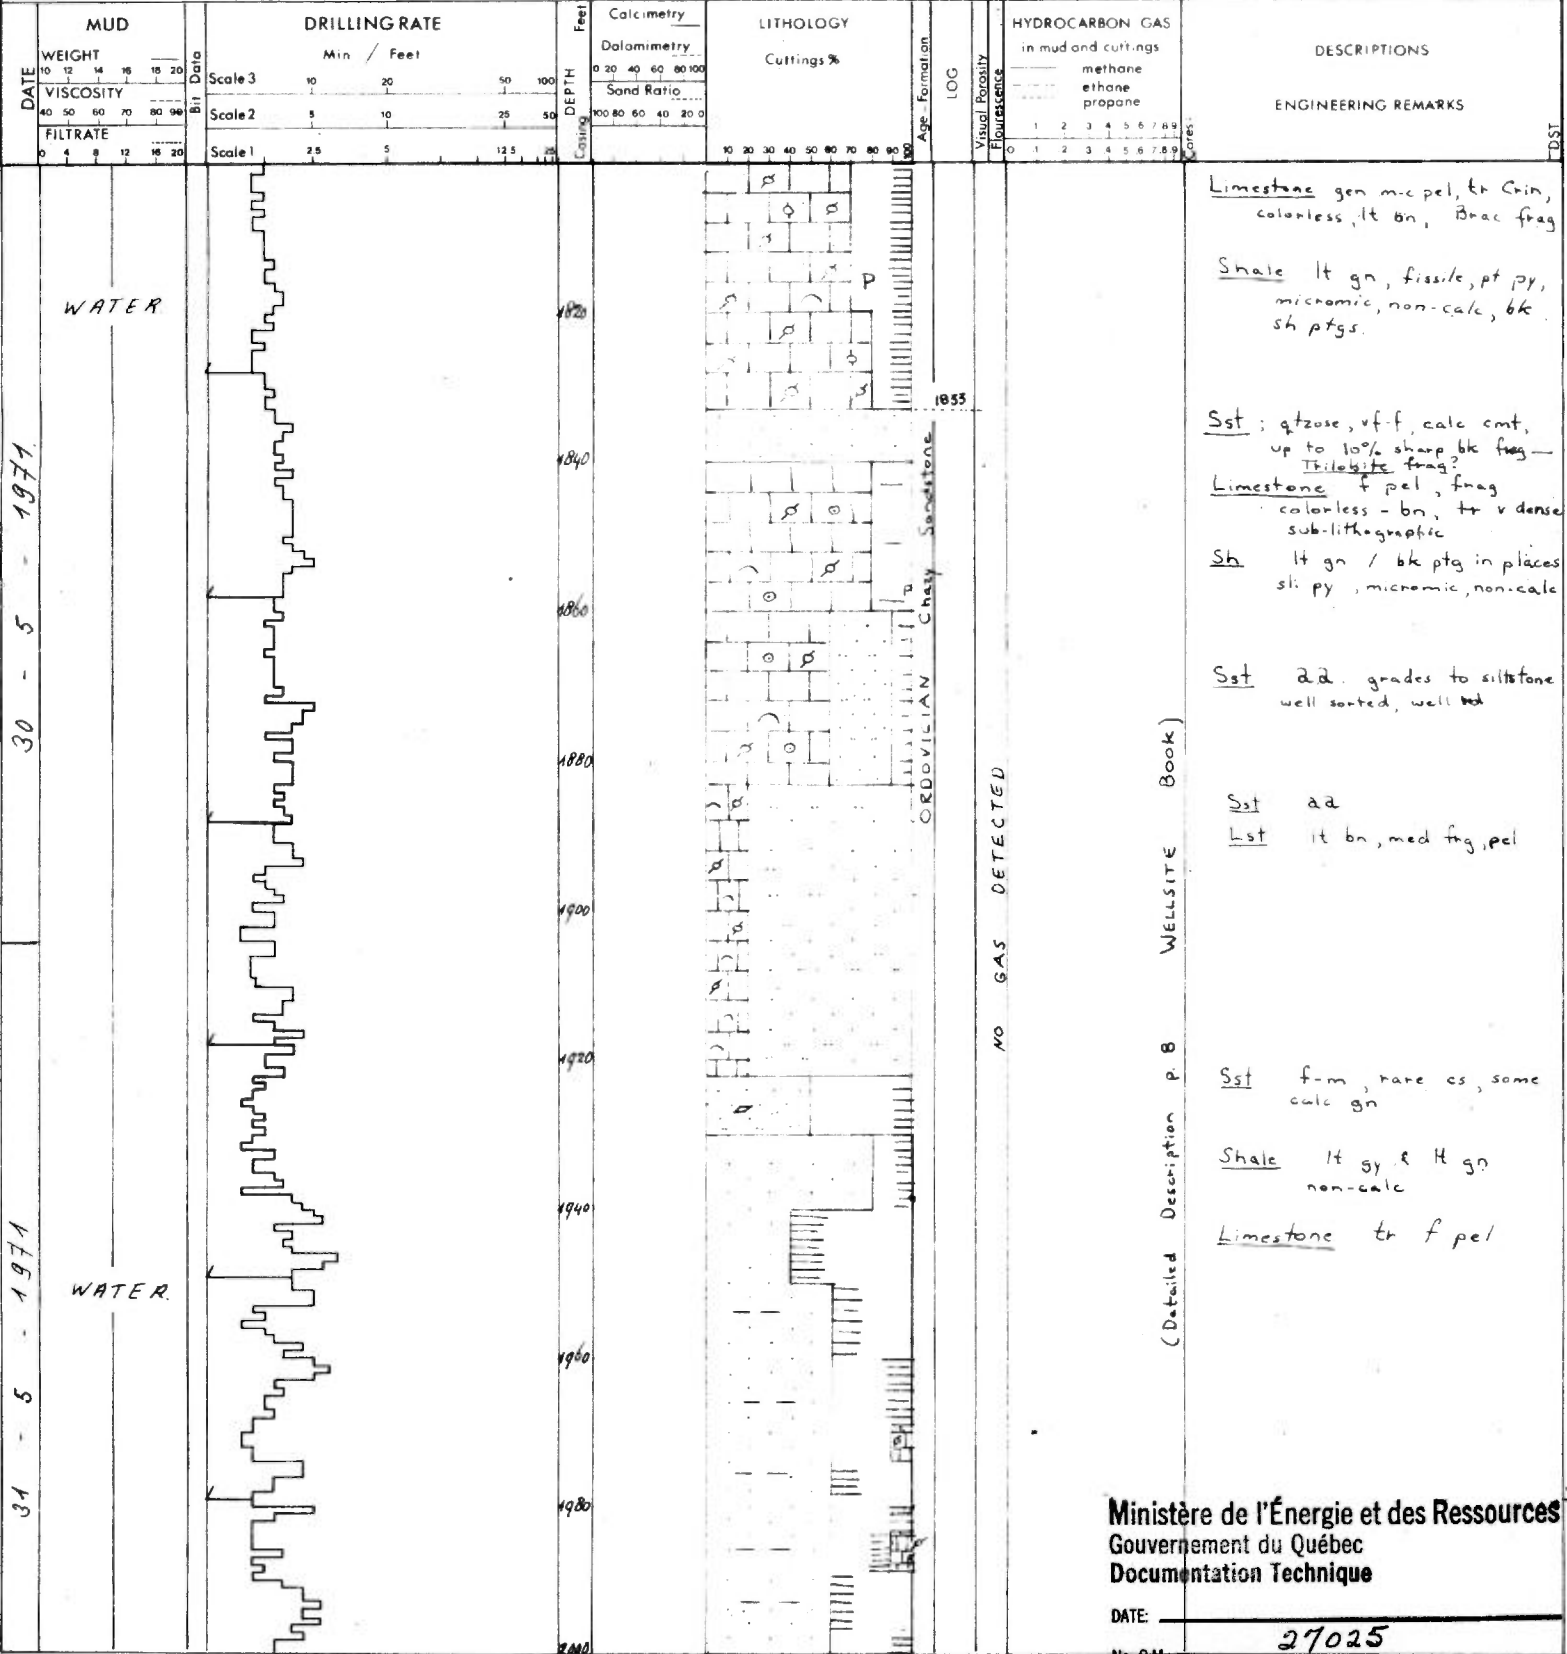 DATE
MUD
WEIGHT
10 12 14 16 18 20
VISCOSITY
40 50 60 70 80 90
FILTRATE
0 4 8 12 16 20
Bit Data
DRILLING RATE
Min / Feet
Scale 3 10 20 50 100
Scale 2 5 10 25 50
Scale 1 2.5 5 12.5 25
DEPTH Feet
Casing
Calcimetry
Dolomimetry
0 20 40 60 80 100
Sand Ratio
100 80 60 40 20 0
LITHOLOGY
Cuttings %
10 20 30 40 50 60 70 80 90 100
Age - Formation
LOG
Visual Porosity
Flourescence
HYDROCARBON GAS
in mud and cuttings
methane
ethane
propane
1 2 3 4 5 6 7 8 9
0 .1 .2 .3 .4 .5 .6 .7 .8 .9
Cores:
DESCRIPTIONS
ENGINEERING REMARKS
DST
30 - 5 - 1971
31 - 5 - 1971
WATER
WATER.
1820
1840
1860
1880
1900
1920
1940
1960
1980
2000
P
P
1833
ORDOVILIAN Chazy Sandstone
NO GAS DETECTED
(Detailed Description p. 8 WELLSITE BOOK)
Limestone gen m-c pel, tr Crin,
colorless, lt bn, Brac frag
Shale lt gn, fissile, pt py,
micromic, non-calc, bk
sh ptgs.
Sst ; qtzose, vf-f, calc cmt,
up to 10% sharp bk frag —
Trilobite frag?
Limestone f pel, frag
colorless - bn, tr v dense
sub-lithographic
Sh lt gn / bk ptg in places
sli py, micromic, non-calc
Sst aa. grades to siltstone
well sorted, well rd
Sst aa
Lst lt bn, med frg, pel
Sst f-m, rare cs, some
calc gn
Shale lt gy & lt gn
non-calc
Limestone tr f pel
Ministère de l'Énergie et des Ressources
Gouvernement du Québec
Documentation Technique
DATE:
27025